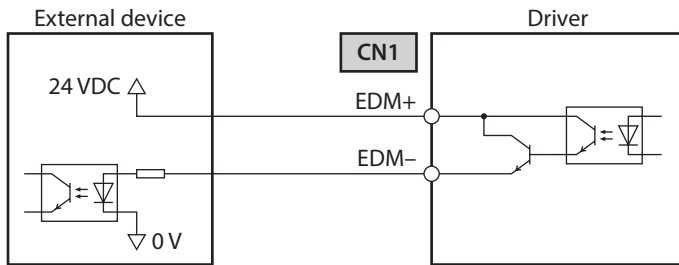 External device
Driver
CN1
24 VDC
EDM+
EDM–
0 V